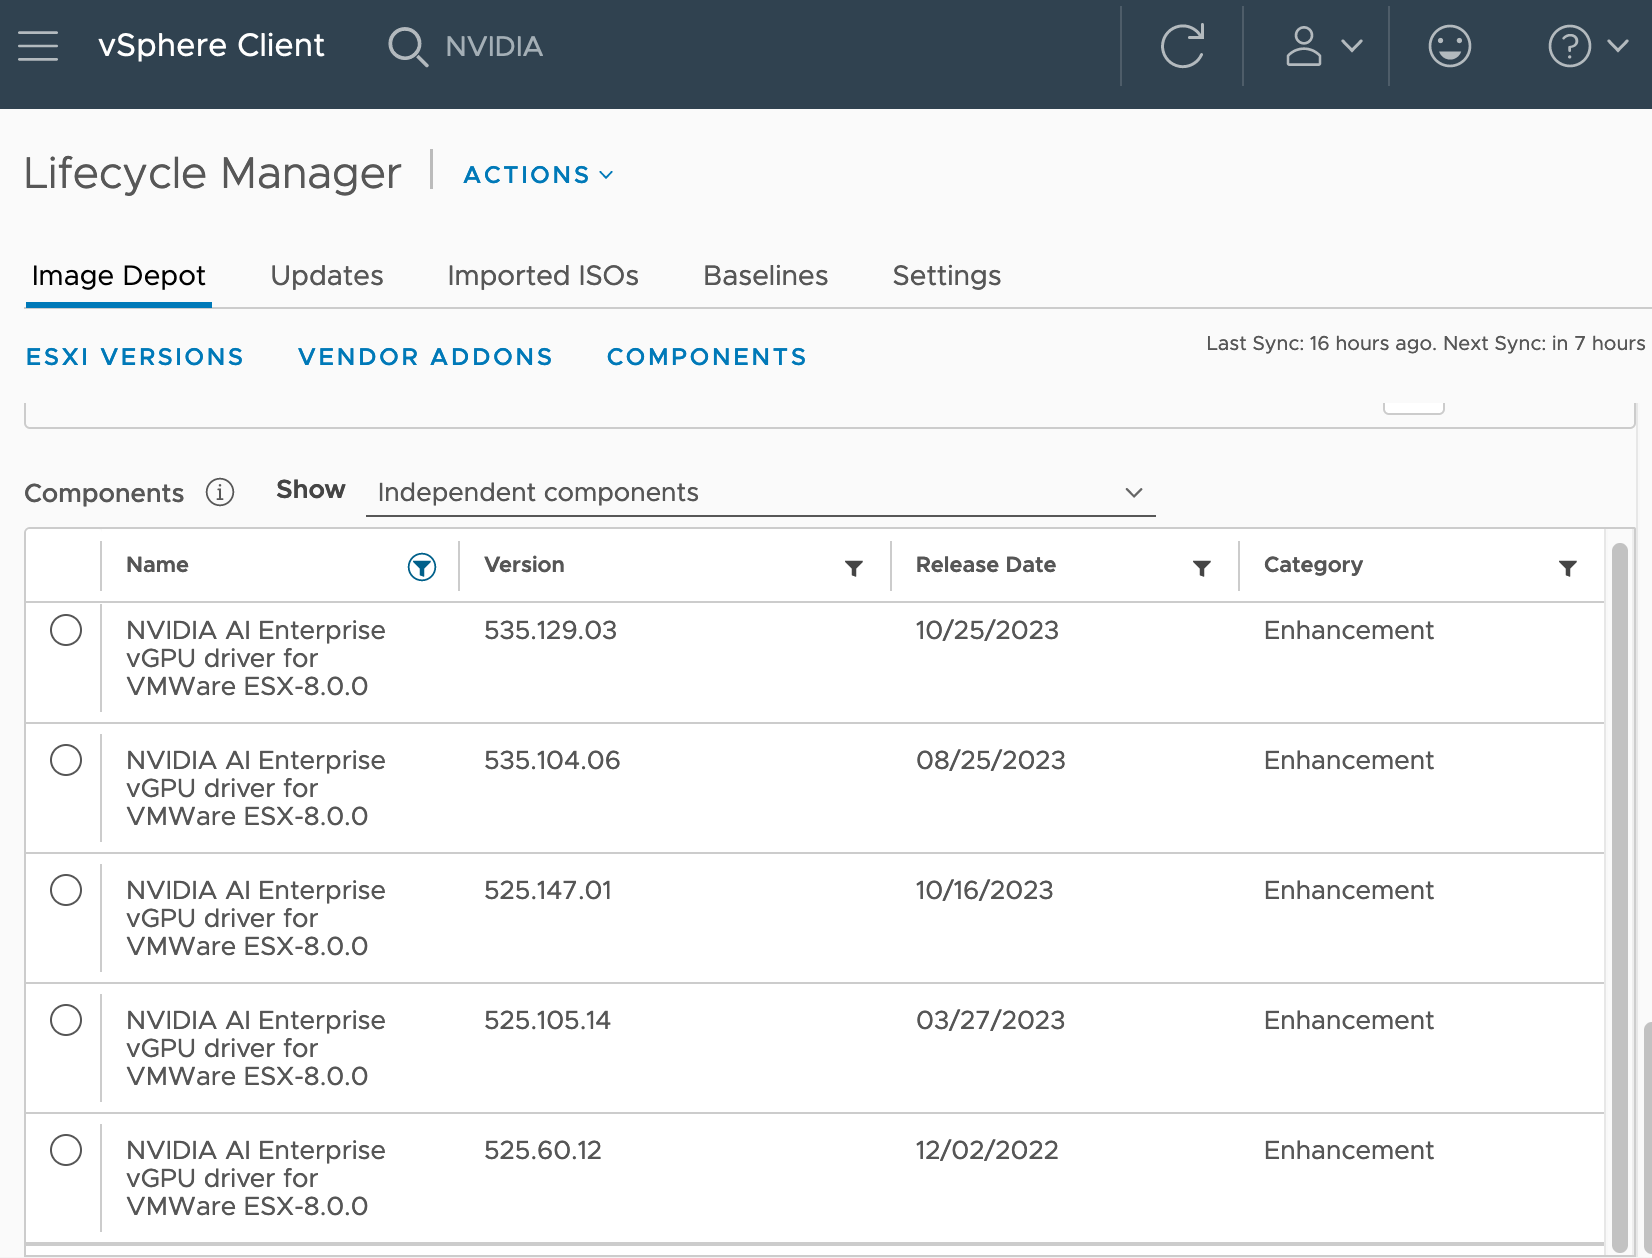 vSphere Client
NVIDIA
Lifecycle Manager
ACTIONS
Image Depot Updates Imported ISOs Baselines Settings
ESXI VERSIONS VENDOR ADDONS COMPONENTS
Last Sync: 16 hours ago. Next Sync: in 7 hours
Components Show Independent components
Name Version Release Date Category
NVIDIA AI Enterprise 535.129.03 10/25/2023 Enhancement
vGPU driver for
VMWare ESX-8.0.0
NVIDIA AI Enterprise 535.104.06 08/25/2023 Enhancement
vGPU driver for
VMWare ESX-8.0.0
NVIDIA AI Enterprise 525.147.01 10/16/2023 Enhancement
vGPU driver for
VMWare ESX-8.0.0
NVIDIA AI Enterprise 525.105.14 03/27/2023 Enhancement
vGPU driver for
VMWare ESX-8.0.0
NVIDIA AI Enterprise 525.60.12 12/02/2022 Enhancement
vGPU driver for
VMWare ESX-8.0.0